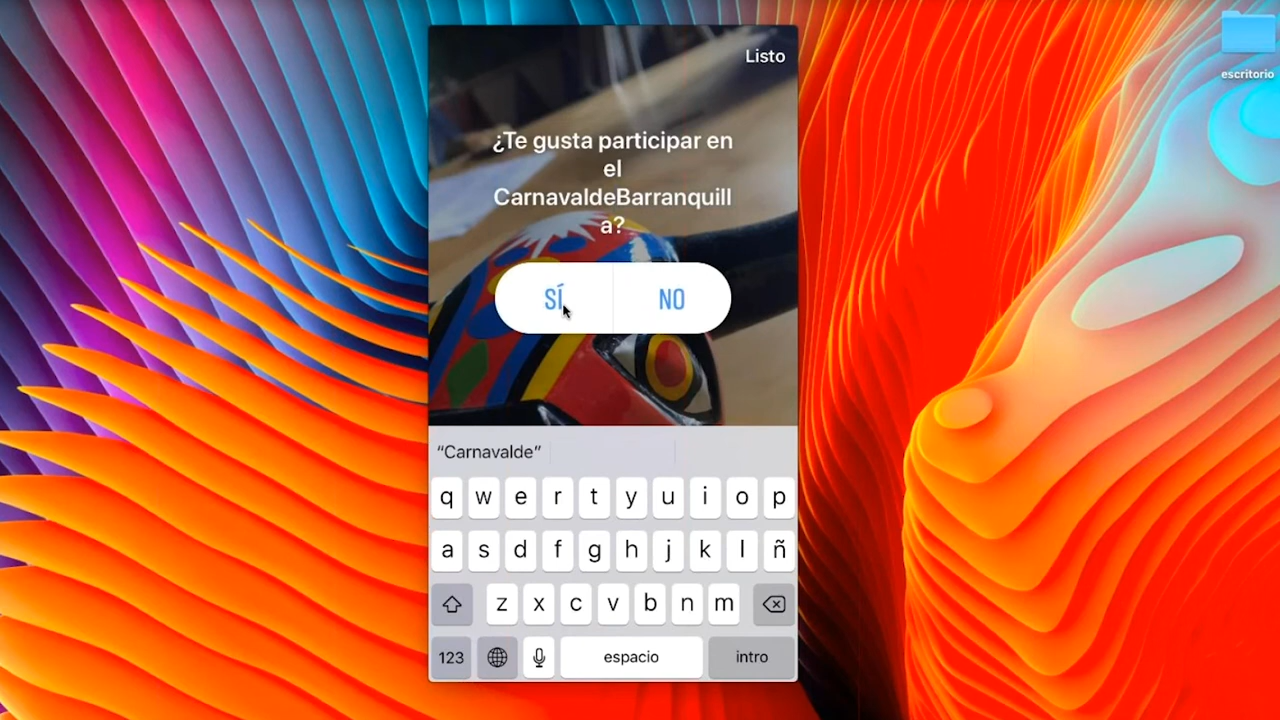 Listo
escritorio
¿Te gusta participar en
el
CarnavaldeBarranquill
a?
SÍ NO
“Carnavalde”
q w e r t y u i o p
a s d f g h j k l ñ
z x c v b n m
123 espacio intro